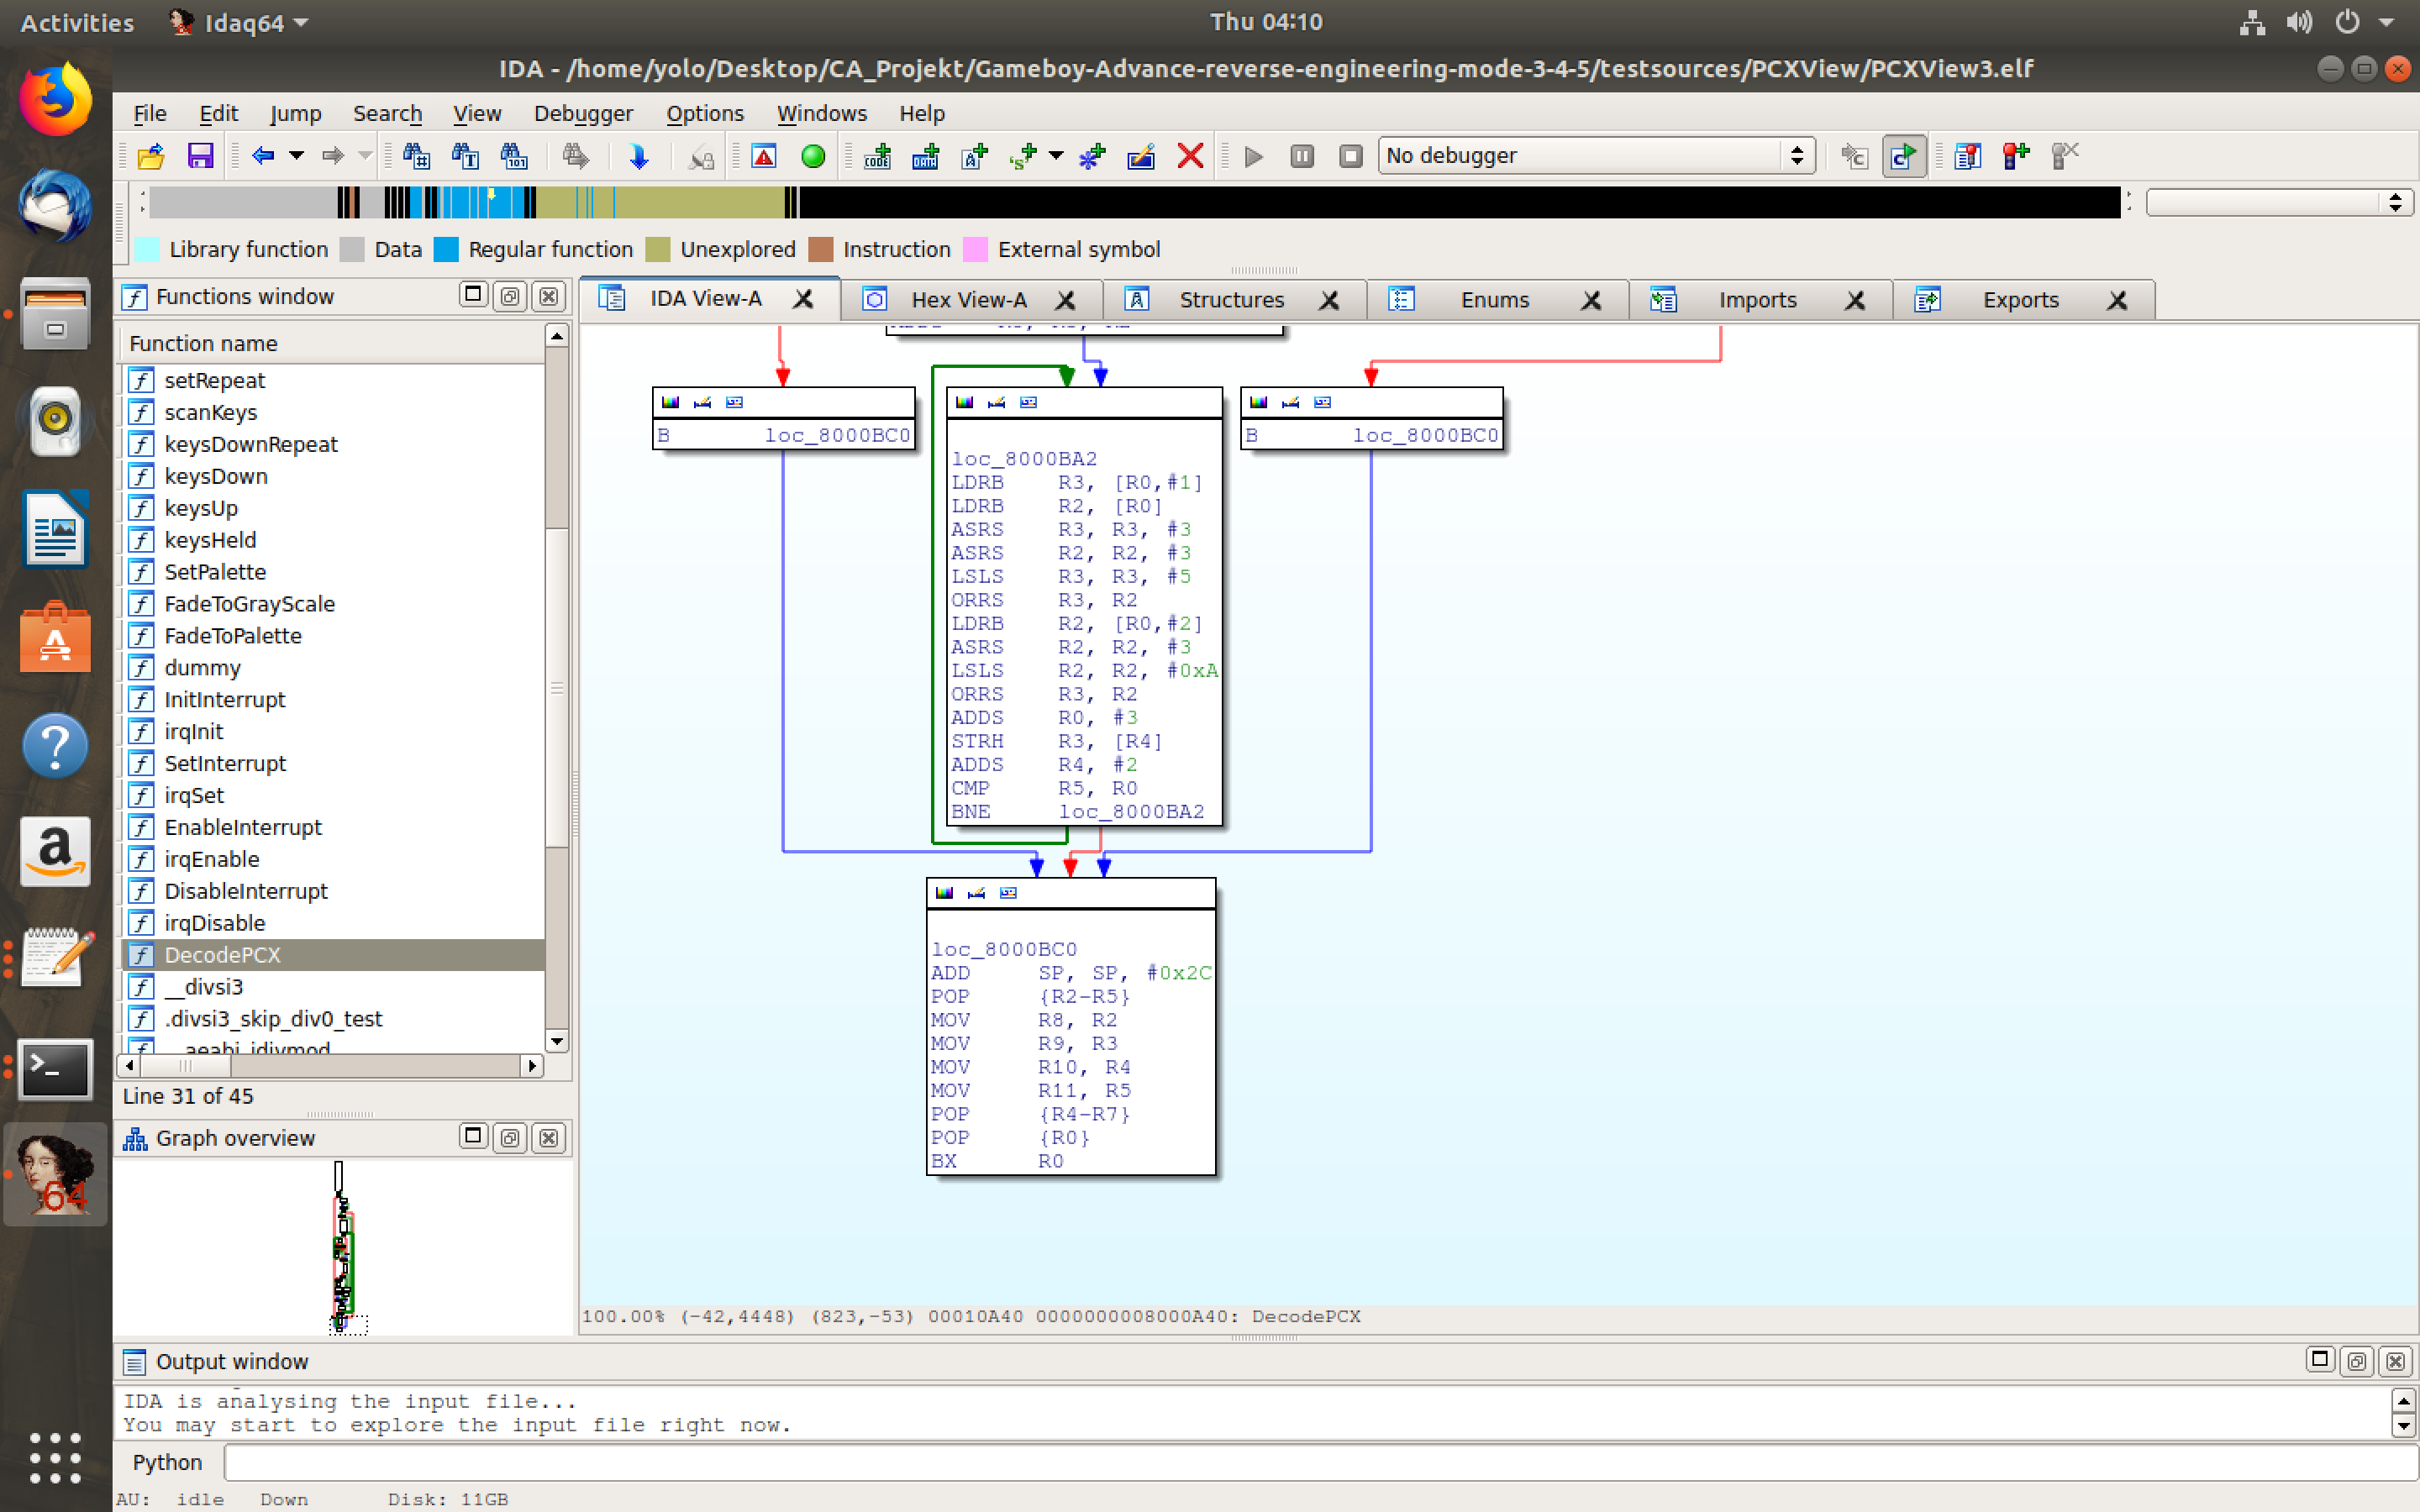 Activities Idaq64 Thu 04:10
IDA - /home/yolo/Desktop/CA_Projekt/Gameboy-Advance-reverse-engineering-mode-3-4-5/testsources/PCXView/PCXView3.elf
File Edit Jump Search View Debugger Options Windows Help
No debugger
Library function Data Regular function Unexplored Instruction External symbol
Functions window
Function name
setRepeat
scanKeys
keysDownRepeat
keysDown
keysUp
keysHeld
SetPalette
FadeToGrayScale
FadeToPalette
dummy
InitInterrupt
irqInit
SetInterrupt
irqSet
EnableInterrupt
irqEnable
DisableInterrupt
irqDisable
DecodePCX
__divsi3
.divsi3_skip_div0_test
__aeabi_idivmod
Line 31 of 45
Graph overview
64
IDA View-A Hex View-A Structures Enums Imports Exports
B loc_8000BC0
loc_8000BA2
LDRB R3, [R0,#1]
LDRB R2, [R0]
ASRS R3, R3, #3
ASRS R2, R2, #3
LSLS R3, R3, #5
ORRS R3, R2
LDRB R2, [R0,#2]
ASRS R2, R2, #3
LSLS R2, R2, #0xA
ORRS R3, R2
ADDS R0, #3
STRH R3, [R4]
ADDS R4, #2
CMP R5, R0
BNE loc_8000BA2
B loc_8000BC0
loc_8000BC0
ADD SP, SP, #0x2C
POP {R2-R5}
MOV R8, R2
MOV R9, R3
MOV R10, R4
MOV R11, R5
POP {R4-R7}
POP {R0}
BX R0
100.00% (-42,4448) (823,-53) 00010A40 0000000008000A40: DecodePCX
Output window
IDA is analysing the input file...
You may start to explore the input file right now.
Python
AU: idle Down Disk: 11GB